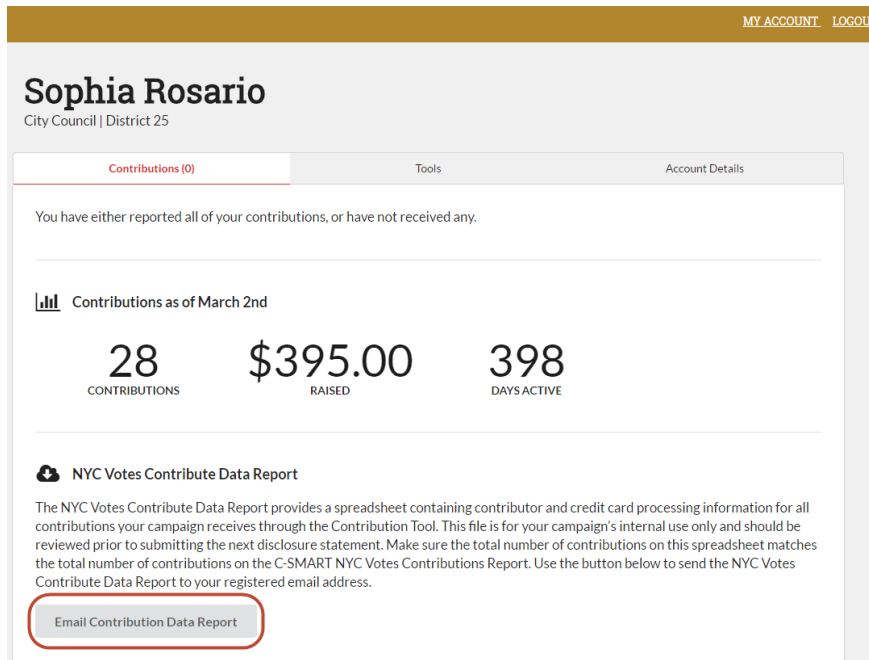 MY ACCOUNT LOGOU
Sophia Rosario
City Council | District 25
Contributions (0) Tools Account Details
You have either reported all of your contributions, or have not received any.
Contributions as of March 2nd
28 $395.00 398
CONTRIBUTIONS RAISED DAYS ACTIVE
NYC Votes Contribute Data Report
The NYC Votes Contribute Data Report provides a spreadsheet containing contributor and credit card processing information for all
contributions your campaign receives through the Contribution Tool. This file is for your campaign's internal use only and should be
reviewed prior to submitting the next disclosure statement. Make sure the total number of contributions on this spreadsheet matches
the total number of contributions on the C-SMART NYC Votes Contributions Report. Use the button below to send the NYC Votes
Contribute Data Report to your registered email address.
Email Contribution Data Report